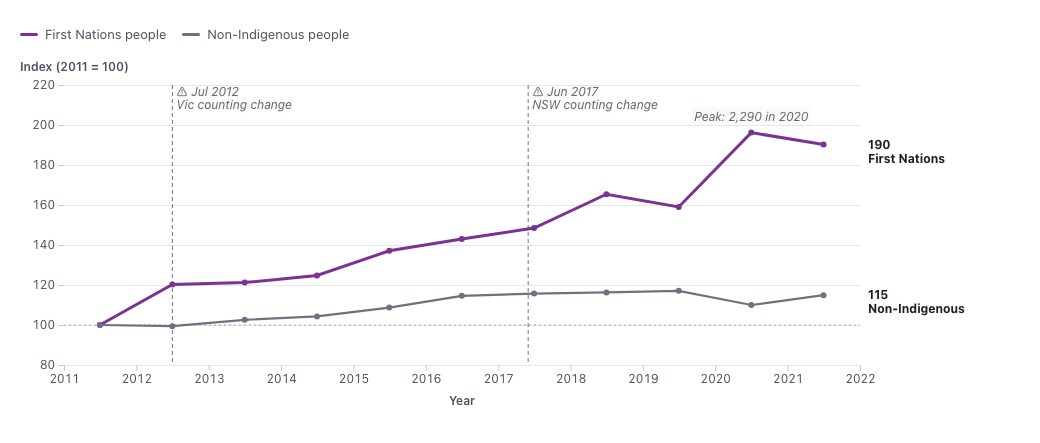 First Nations people Non-Indigenous people
Index (2011 = 100)
220
⚠ Jul 2012
Vic counting change
⚠ Jun 2017
NSW counting change
Peak: 2,290 in 2020
200
190
First Nations
180
160
140
120
115
Non-Indigenous
100
80
2011 2012 2013 2014 2015 2016 2017 2018 2019 2020 2021 2022
Year